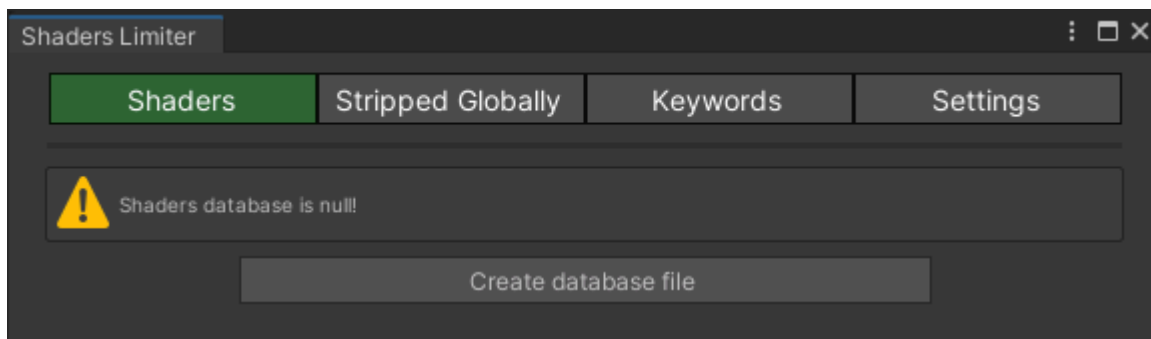 Shaders Limiter
Shaders Stripped Globally Keywords Settings
Shaders database is null!
Create database file